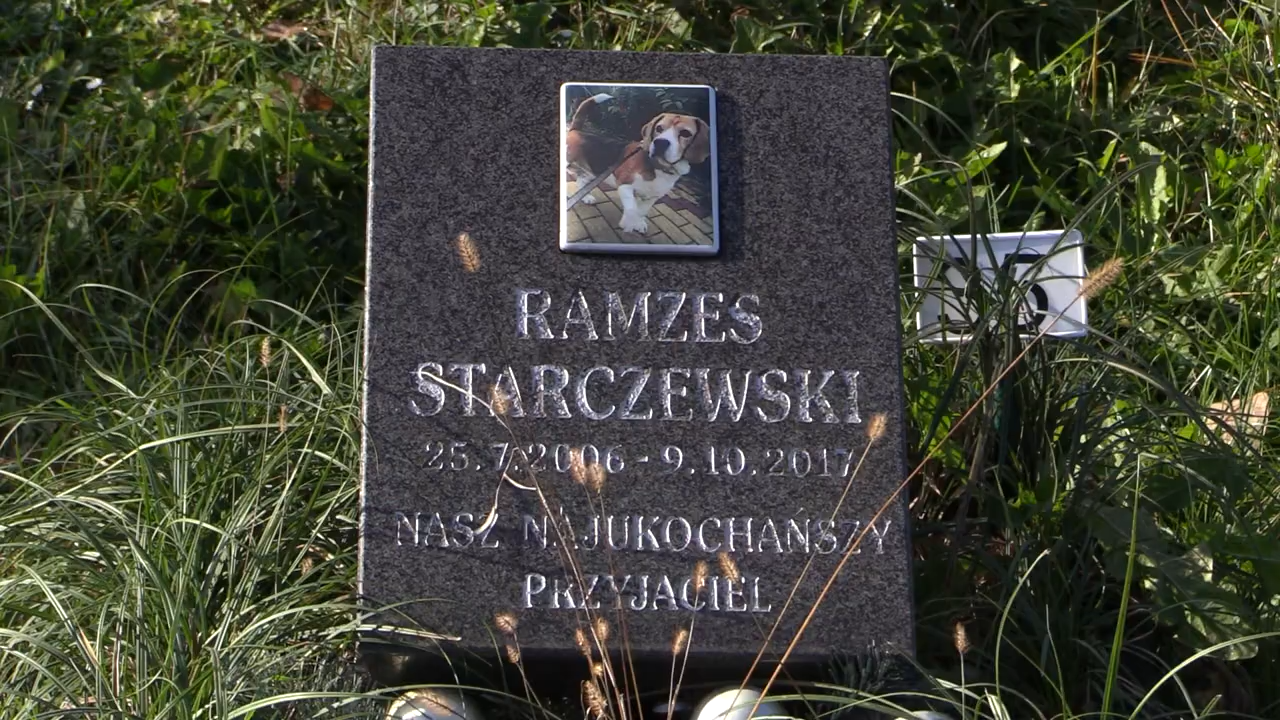 RAMZES
STARCZEWSKI
25.7.2006 - 9.10.2017
NASZ NAJUKOCHAŃSZY
PRZYJACIEL